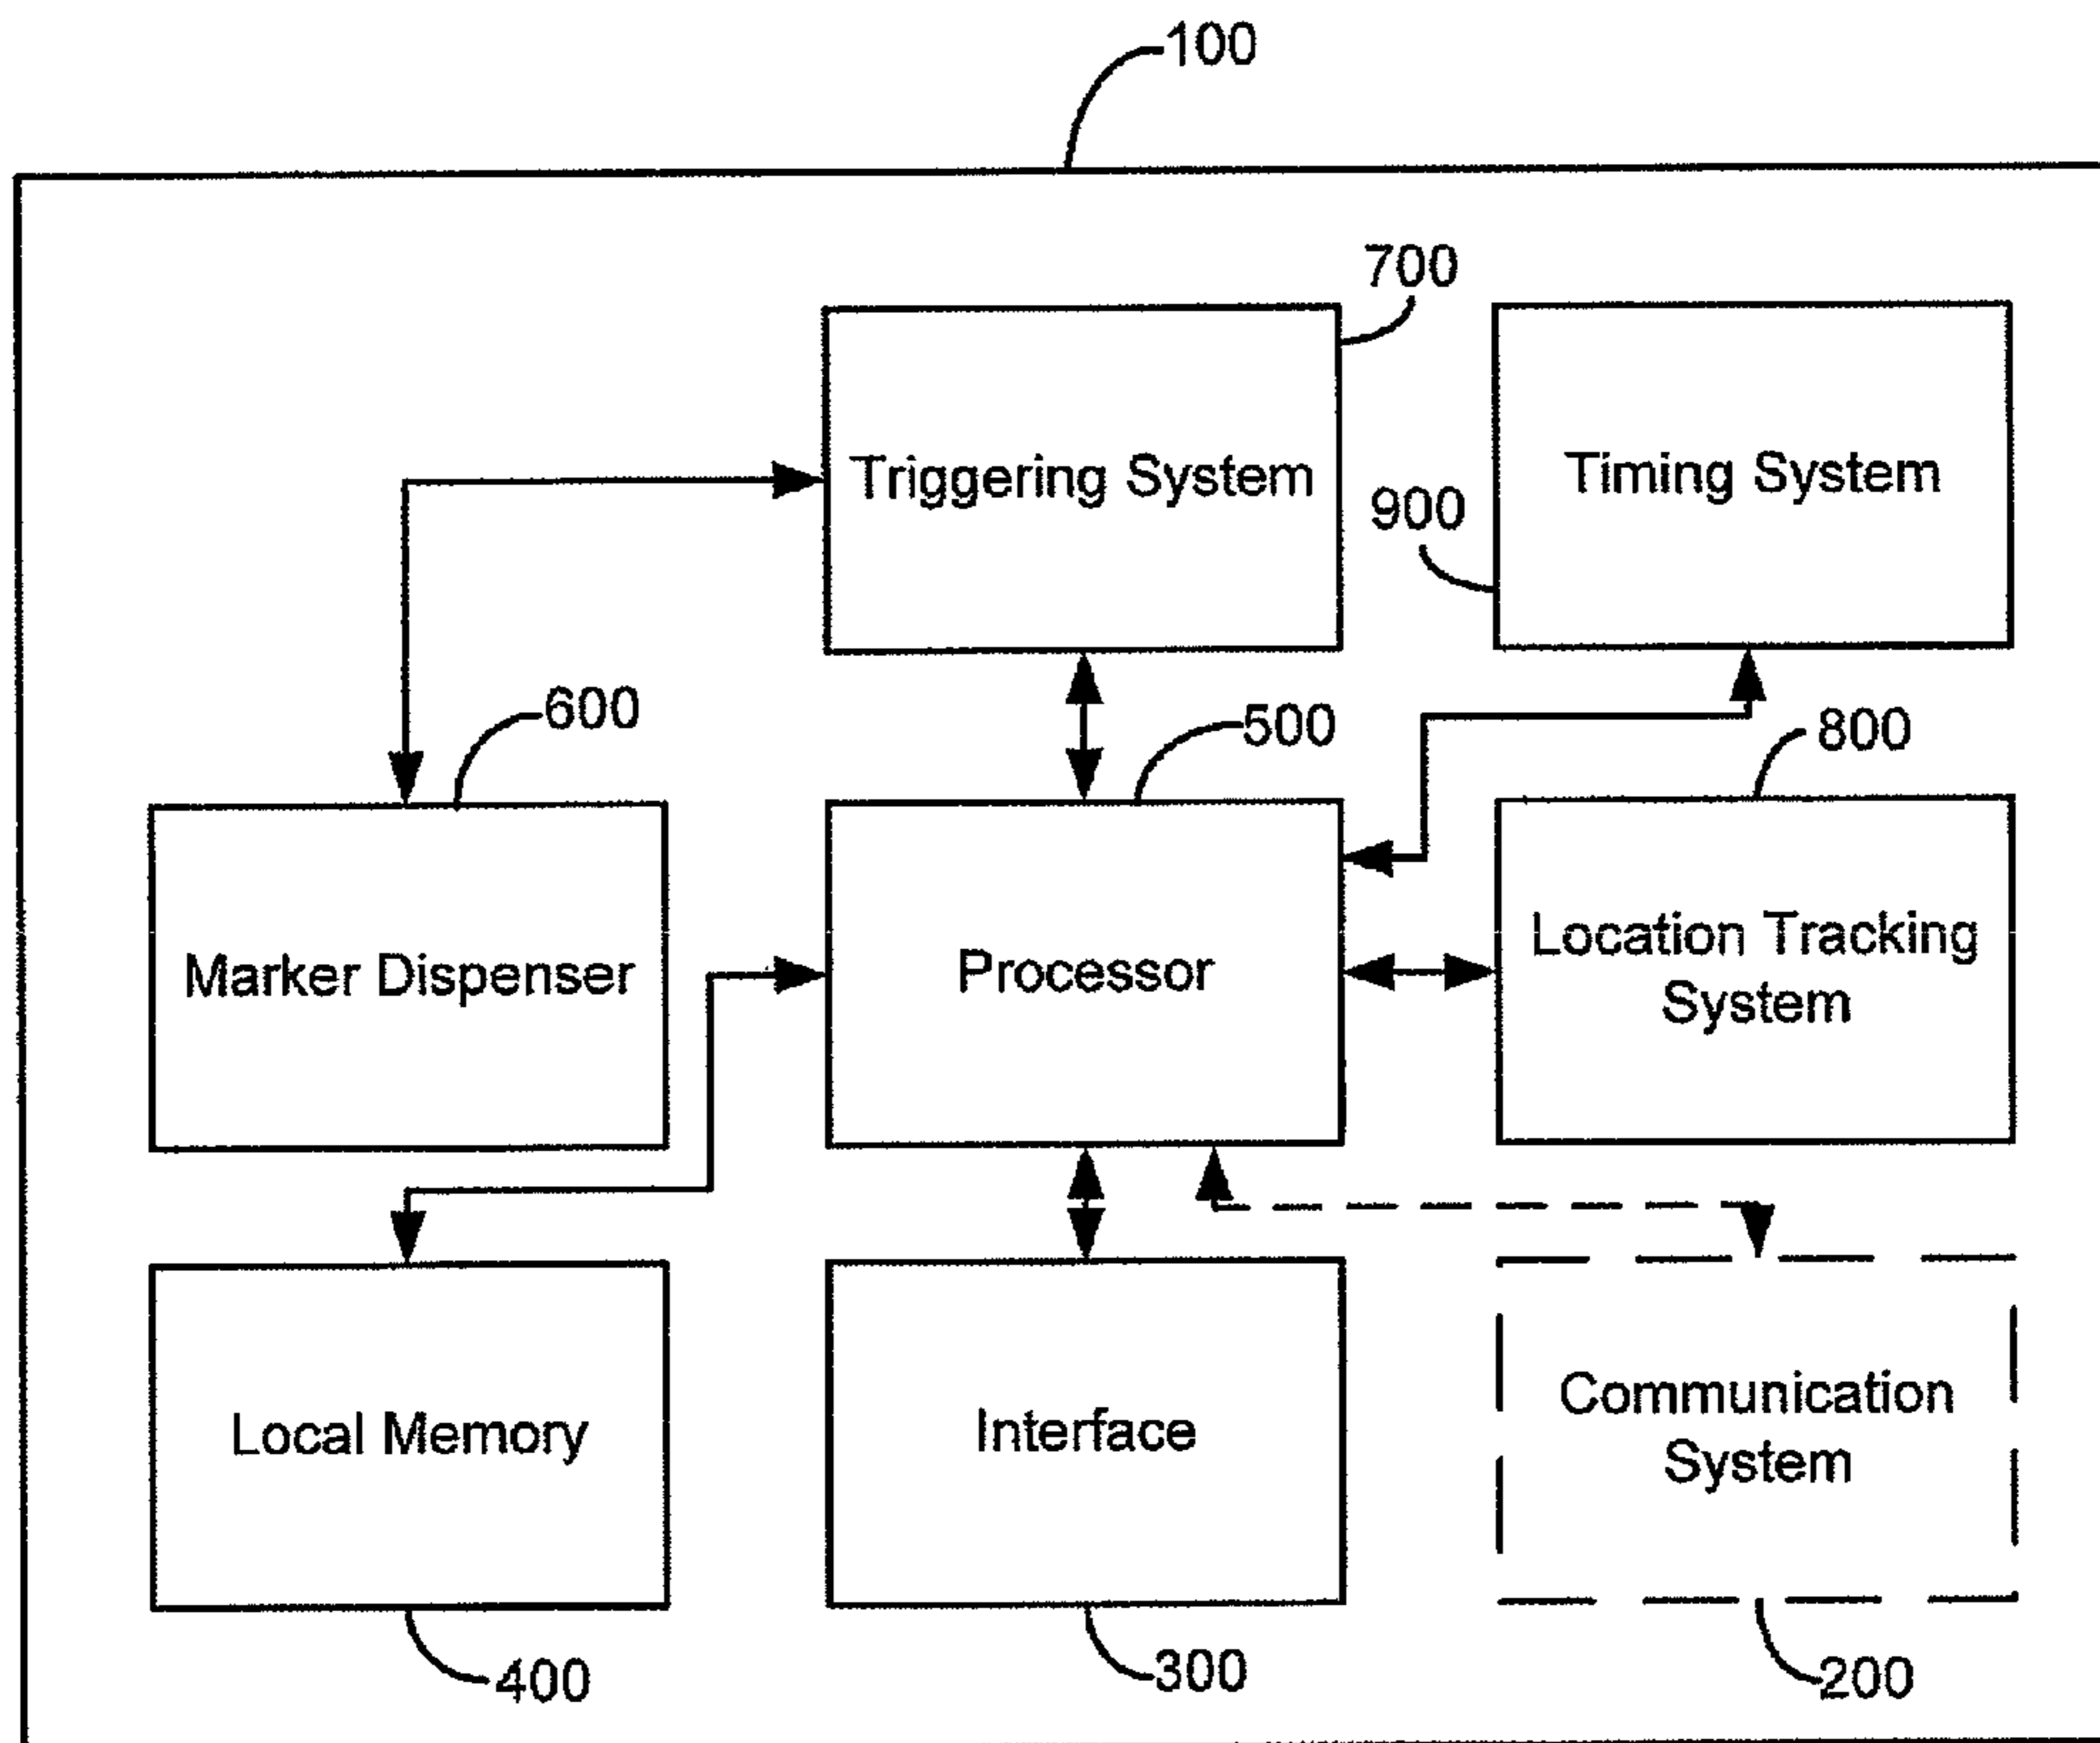 100
700
Triggering System
Timing System
900
600
500
800
Marker Dispenser
Processor
Location Tracking
System
Local Memory
Interface
Communication
System
400
300
200